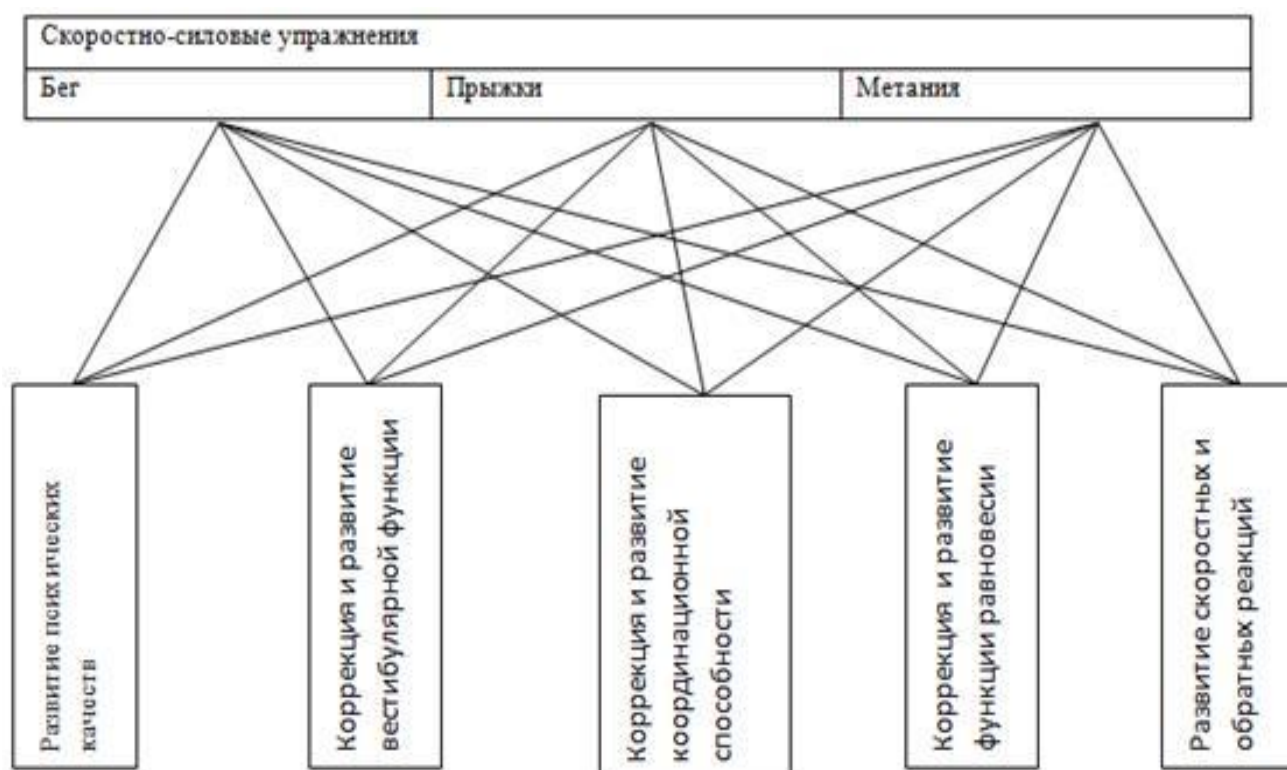 Скоростно-силовые упражнения
Бег
Прыжки
Метания
Развитие психических
качеств
Коррекция и развитие
вестибулярной функции
Коррекция и развитие
координационной
способности
Коррекция и развитие
функции равновесии
Развитие скоростных и
обратных реакций